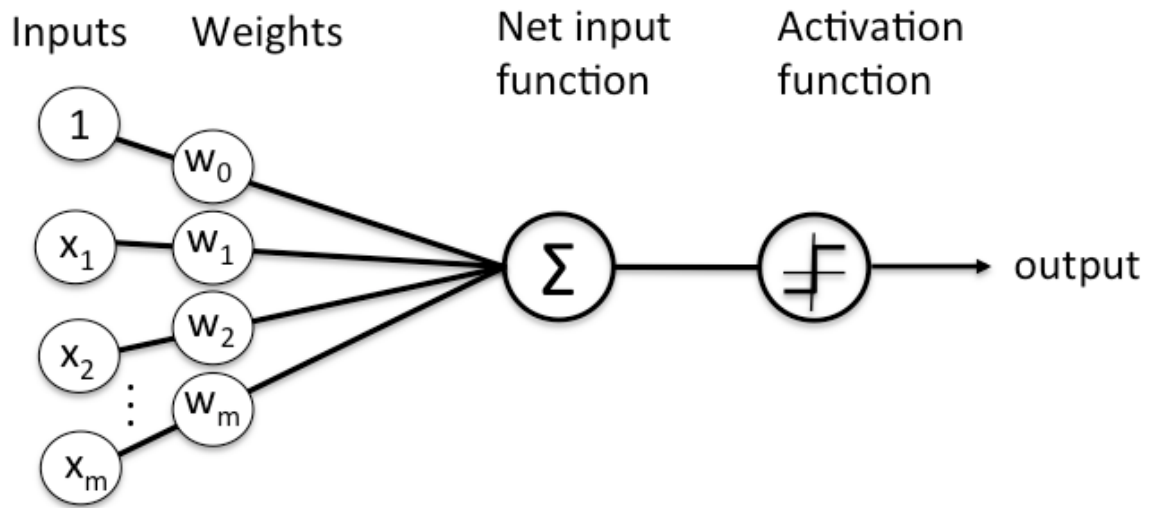 Inputs Weights Net input function Activation function
1
w₀
x₁
w₁
x₂
w₂
⋮
xₘ
wₘ
Σ
output